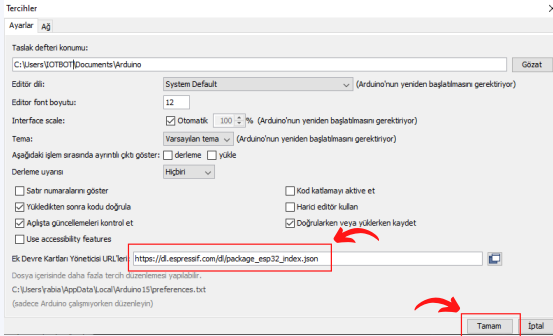 Tercihler
Ayarlar Ağ
Taslak defteri konumu:
C:\Users\IOTBOT\Documents\Arduino Gözat
Editör dili: System Default (Arduino'nun yeniden başlatılmasını gerektiriyor)
Editor font boyutu: 12
Interface scale: Otomatik 100 % (Arduino'nun yeniden başlatılmasını gerektiriyor)
Tema: Varsayılan tema (Arduino'nun yeniden başlatılmasını gerektiriyor)
Aşağıdaki işlem sırasında ayrıntılı çıktı göster: derleme yükle
Derleme uyarısı Hiçbiri
Satır numaralarını göster Kod katlamayı aktive et
Yükledikten sonra kodu doğrula Harici editör kullan
Açılışta güncellemeleri kontrol et Doğrularken veya yüklerken kaydet
Use accessibility features
Ek Devre Kartları Yöneticisi URL'leri: https://dl.espressif.com/dl/package_esp32_index.json
Dosya içerisinde daha fazla tercih düzenlemesi yapılabilir.
C:\Users\rabia\AppData\Local\Arduino15\preferences.txt
(sadece Arduino çalışmıyorken düzenleyin)
Tamam İptal